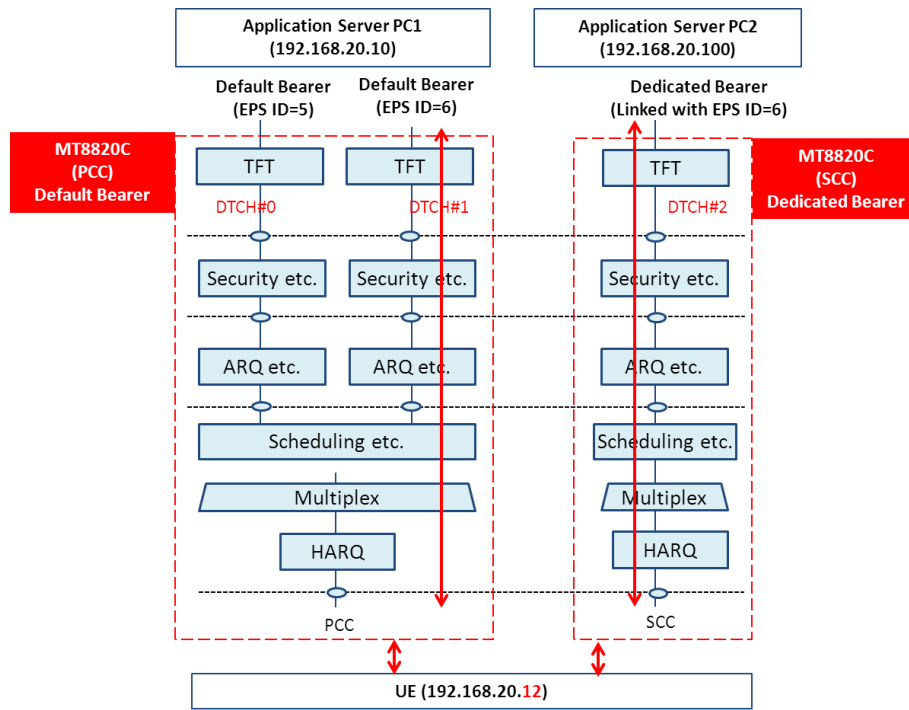 Application Server PC1
(192.168.20.10)
Application Server PC2
(192.168.20.100)
Default Bearer
(EPS ID=5)
Default Bearer
(EPS ID=6)
Dedicated Bearer
(Linked with EPS ID=6)
MT8820C
(PCC)
Default Bearer
TFT
TFT
TFT
MT8820C
(SCC)
Dedicated Bearer
DTCH#0
DTCH#1
DTCH#2
Security etc.
Security etc.
Security etc.
ARQ etc.
ARQ etc.
ARQ etc.
Scheduling etc.
Scheduling etc.
Multiplex
Multiplex
HARQ
HARQ
PCC
SCC
UE (192.168.20.12)